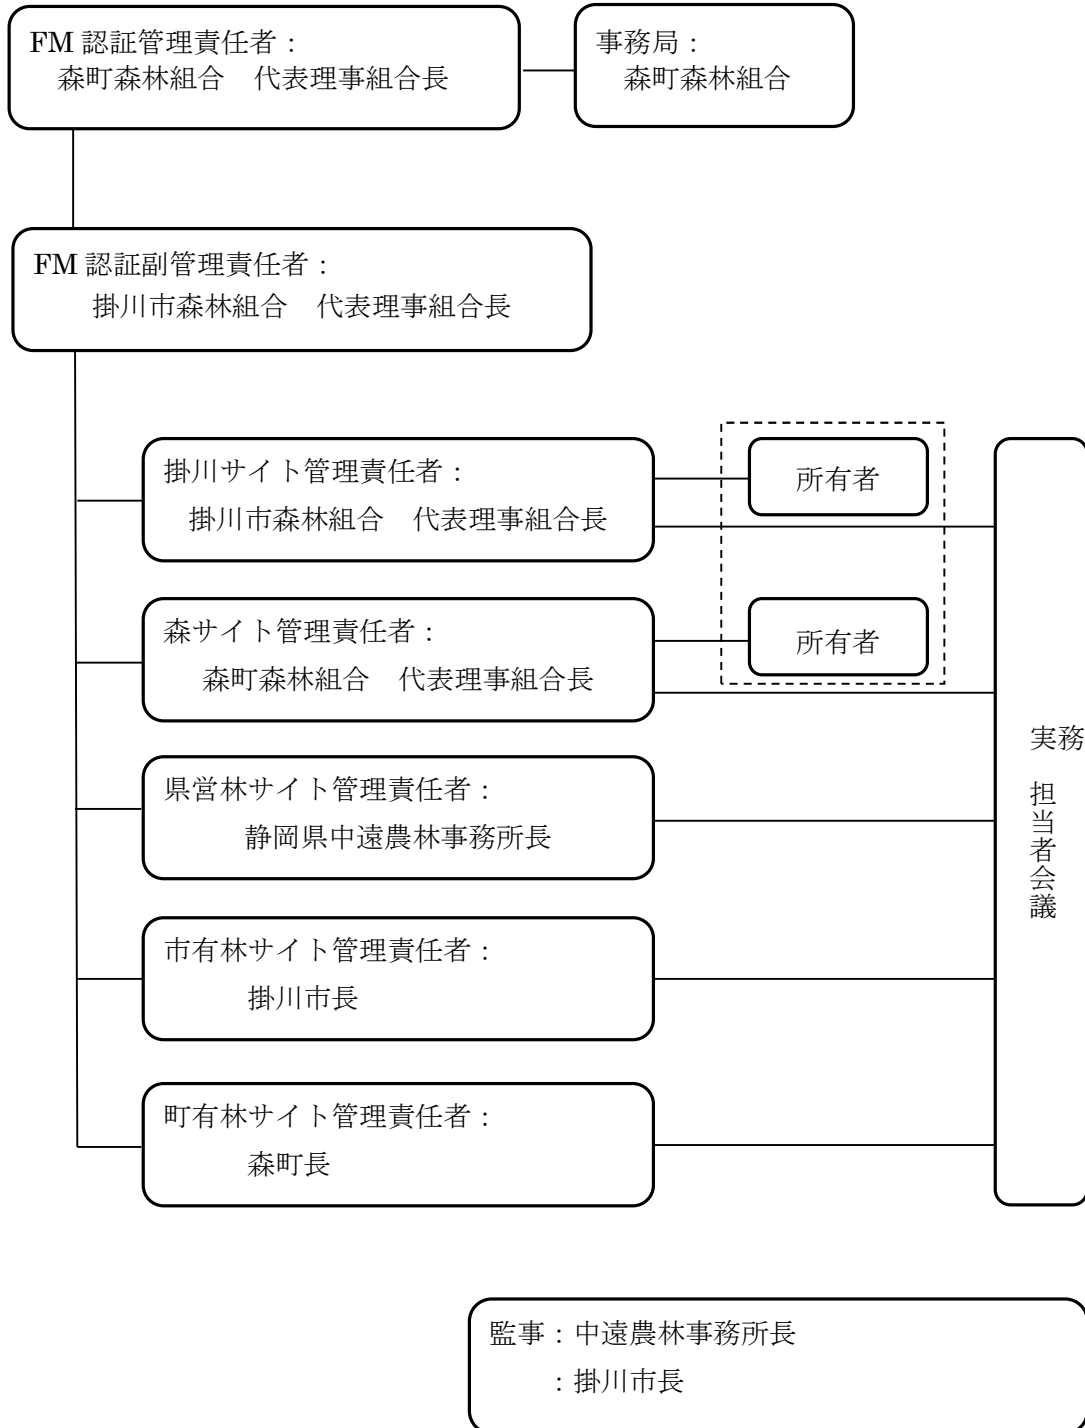 FM 認証管理責任者：
森町森林組合　代表理事組合長
事務局：
森町森林組合
FM 認証副管理責任者：
掛川市森林組合　代表理事組合長
掛川サイト管理責任者：
掛川市森林組合　代表理事組合長
所有者
森サイト管理責任者：
森町森林組合　代表理事組合長
所有者
県営林サイト管理責任者：
静岡県中遠農林事務所長
市有林サイト管理責任者：
掛川市長
町有林サイト管理責任者：
森町長
実務
担当者会議
監事：中遠農林事務所長
：掛川市長